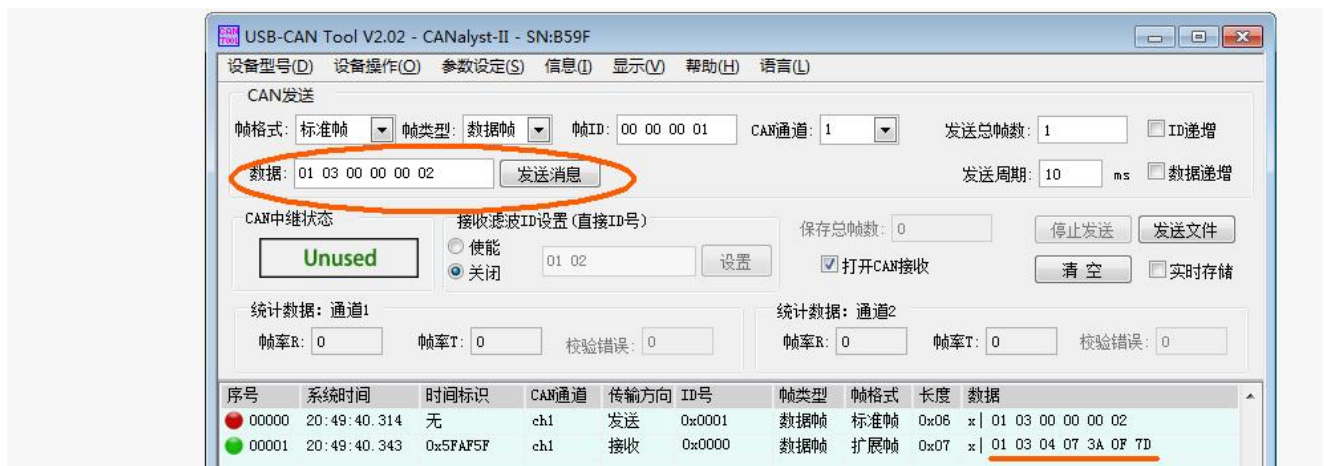 USB-CAN Tool V2.02 - CANalyst-II - SN:B59F
设备型号(D) 设备操作(O) 参数设定(S) 信息(I) 显示(V) 帮助(H) 语言(L)
CAN发送
帧格式: 标准帧 帧类型: 数据帧 帧ID: 00 00 00 01 CAN通道: 1 发送总帧数: 1 ID递增
数据: 01 03 00 00 00 02 发送消息 发送周期: 10 ms 数据递增
CAN中继状态 接收滤波ID设置(直接ID号) 保存总帧数: 0 停止发送 发送文件
Unused 使能 01 02 设置 打开CAN接收 清空 实时存储
关闭
统计数据: 通道1 统计数据: 通道2
帧率R: 0 帧率T: 0 校验错误: 0 帧率R: 0 帧率T: 0 校验错误: 0
序号 系统时间 时间标识 CAN通道 传输方向 ID号 帧类型 帧格式 长度 数据
00000 20:49:40.314 无 ch1 发送 0x0001 数据帧 标准帧 0x06 x| 01 03 00 00 00 02
00001 20:49:40.343 0x5FAF5F ch1 接收 0x0000 数据帧 扩展帧 0x07 x| 01 03 04 07 3A 0F 7D